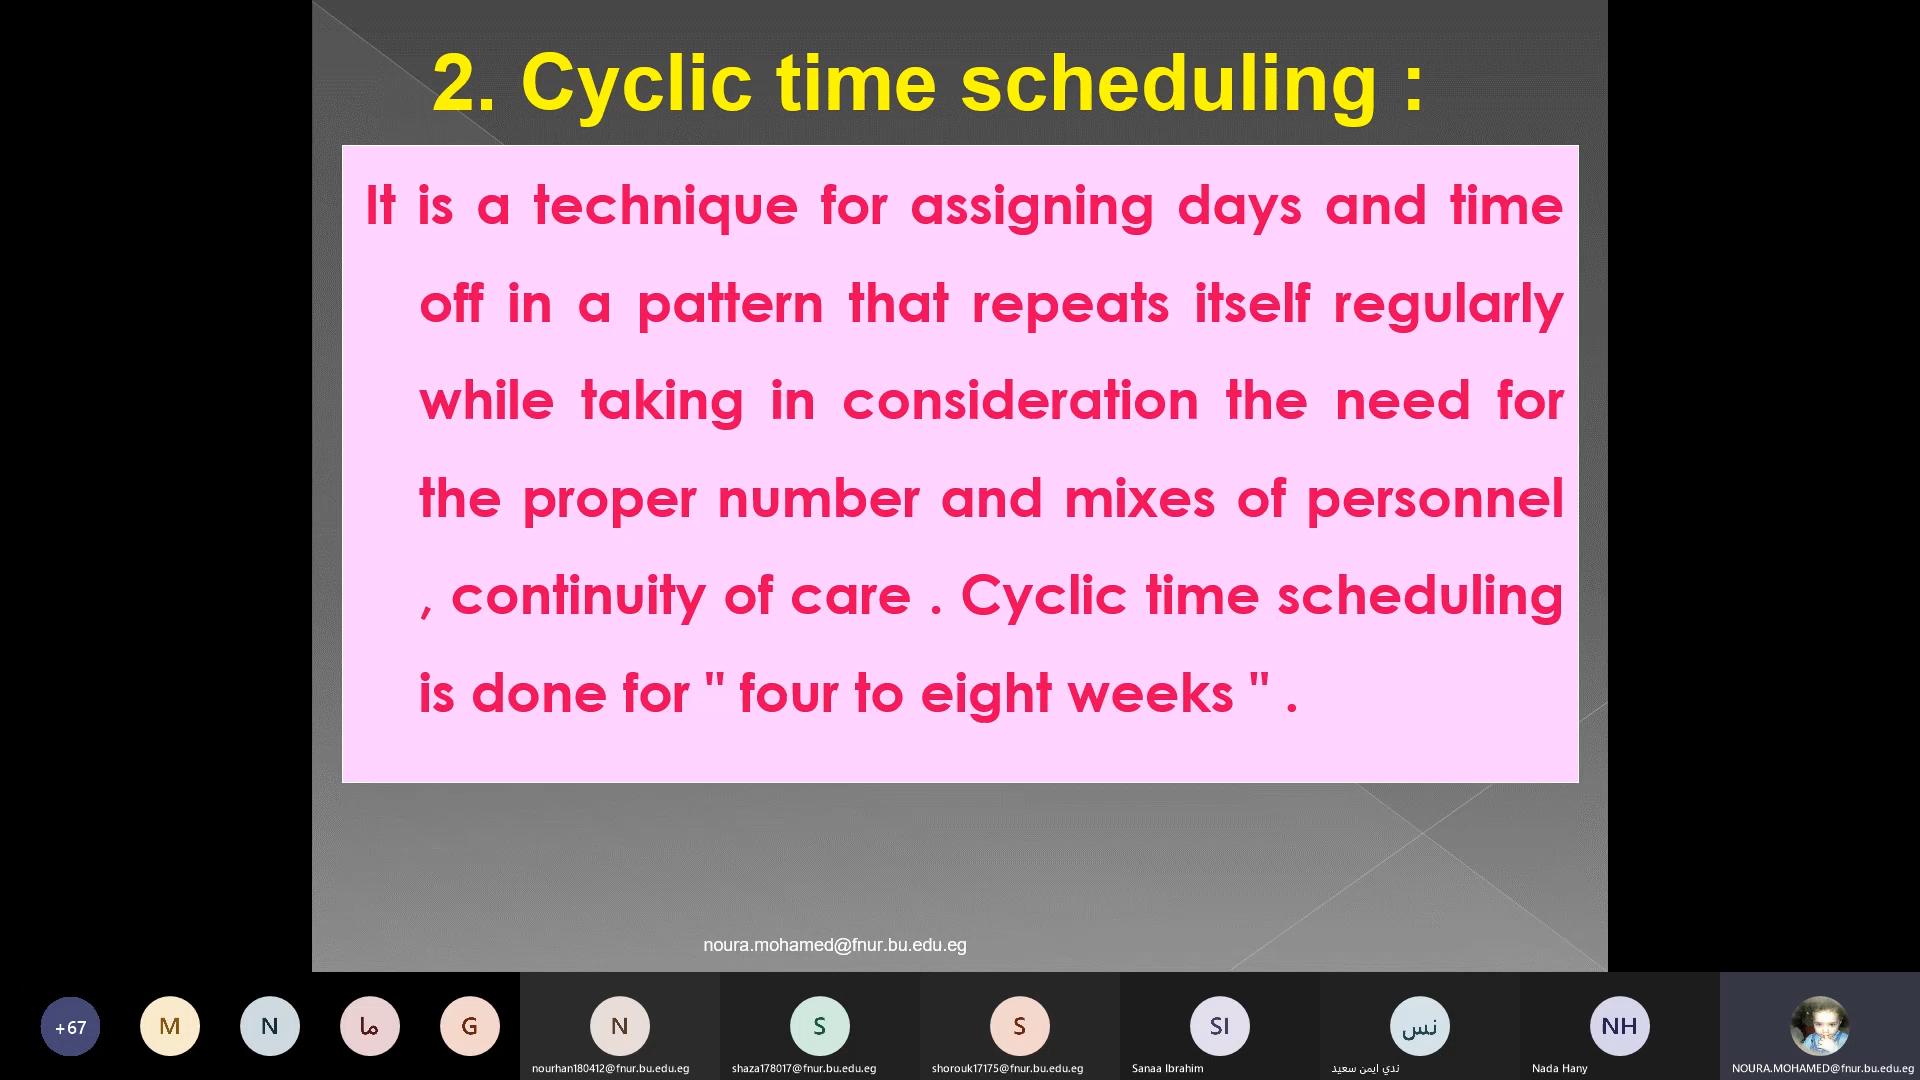 2. Cyclic time scheduling :
It is a technique for assigning days and time
off in a pattern that repeats itself regularly
while taking in consideration the need for
the proper number and mixes of personnel
, continuity of care . Cyclic time scheduling
is done for " four to eight weeks " .
noura.mohamed@fnur.bu.edu.eg
+67
M
N
ما
G
N
S
S
SI
نس
NH
nourhan180412@fnur.bu.edu.eg
shaza178017@fnur.bu.edu.eg
shorouk17175@fnur.bu.edu.eg
Sanaa Ibrahim
ندي ايمن سعيد
Nada Hany
NOURA.MOHAMED@fnur.bu.edu.eg